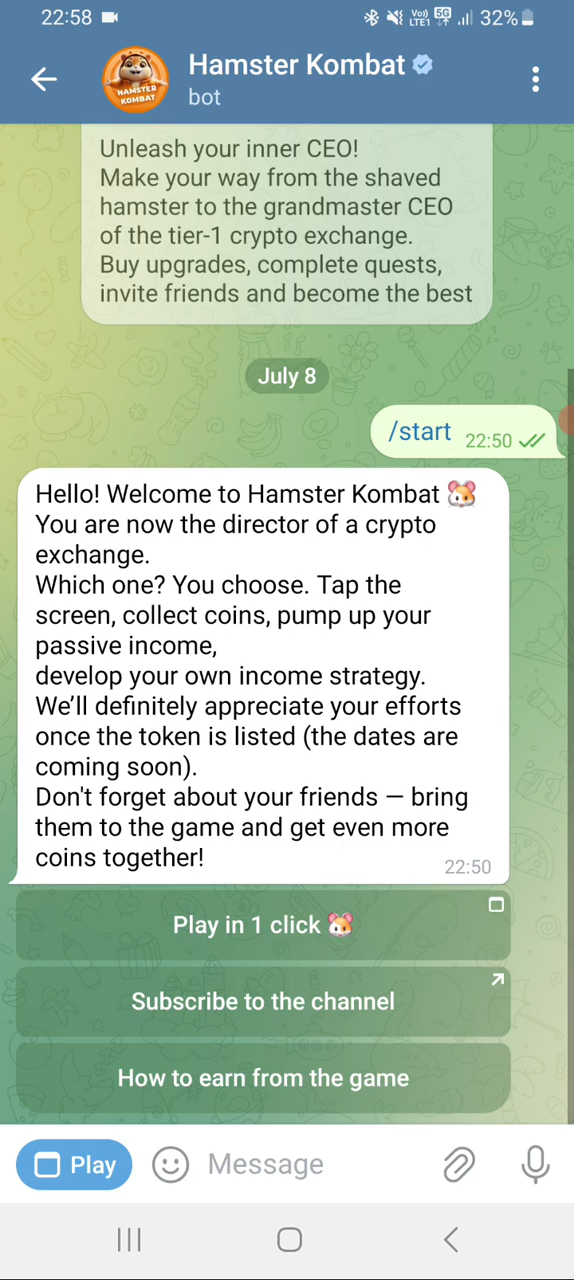 22:58
Vo)) 5G
LTE1 32%
Hamster Kombat
HAMSTER
KOMBAT
bot
Unleash your inner CEO!
Make your way from the shaved
hamster to the grandmaster CEO
of the tier-1 crypto exchange.
Buy upgrades, complete quests,
invite friends and become the best
July 8
/start 22:50
Hello! Welcome to Hamster Kombat 🐹
You are now the director of a crypto
exchange.
Which one? You choose. Tap the
screen, collect coins, pump up your
passive income,
develop your own income strategy.
We’ll definitely appreciate your efforts
once the token is listed (the dates are
coming soon).
Don't forget about your friends — bring
them to the game and get even more
coins together!
22:50
Play in 1 click 🐹
Subscribe to the channel
How to earn from the game
Play Message